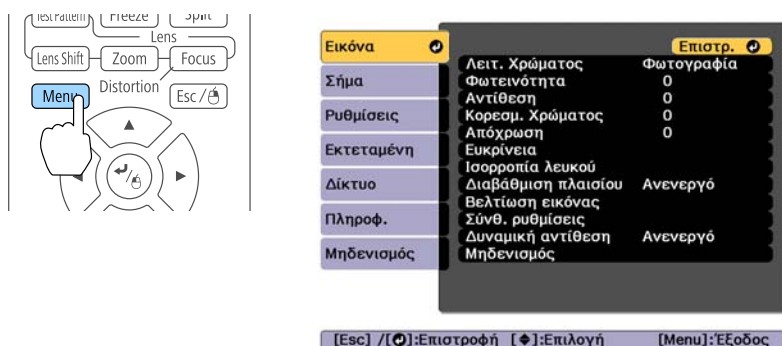 Test Pattern Freeze Split
Lens
Lens Shift Zoom Focus
Distortion
Menu Esc/
Εικόνα
Σήμα
Ρυθμίσεις
Εκτεταμένη
Δίκτυο
Πληροφ.
Μηδενισμός
Επιστρ.
Λειτ. Χρώματος Φωτογραφία
Φωτεινότητα 0
Αντίθεση 0
Κορεσμ. Χρώματος 0
Απόχρωση 0
Ευκρίνεια
Ισορροπία λευκού
Διαβάθμιση πλαισίου Ανενεργό
Βελτίωση εικόνας
Σύνθ. ρυθμίσεις
Δυναμική αντίθεση Ανενεργό
Μηδενισμός
[Esc] /[ ]:Επιστροφή [ ]:Επιλογή [Menu]:Έξοδος